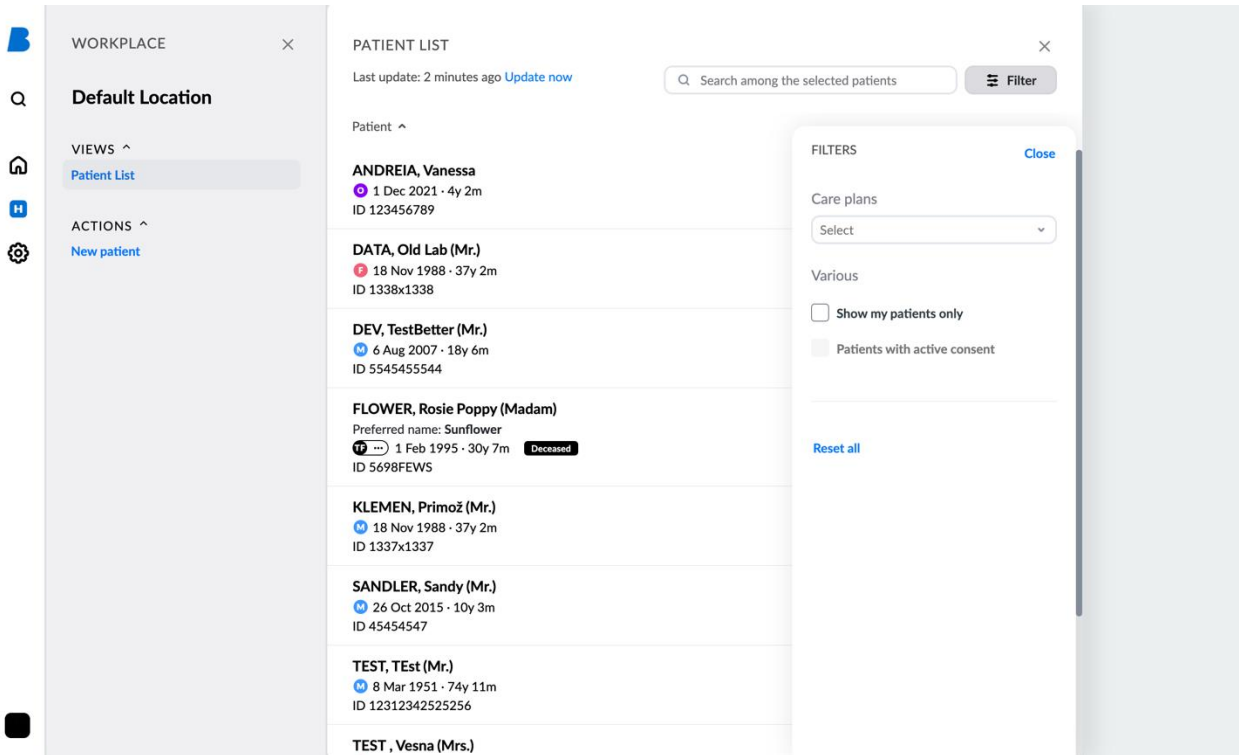 B
WORKPLACE
Default Location
VIEWS
Patient List
ACTIONS
New patient
H
PATIENT LIST
Last update: 2 minutes ago Update now
Search among the selected patients
Filter
Patient
ANDREIA, Vanessa
O 1 Dec 2021 · 4y 2m
ID 123456789
DATA, Old Lab (Mr.)
F 18 Nov 1988 · 37y 2m
ID 1338x1338
DEV, TestBetter (Mr.)
M 6 Aug 2007 · 18y 6m
ID 5545455544
FLOWER, Rosie Poppy (Madam)
Preferred name: Sunflower
TF ··· 1 Feb 1995 · 30y 7m Deceased
ID 5698FEWS
KLEMEN, Primož (Mr.)
M 18 Nov 1988 · 37y 2m
ID 1337x1337
SANDLER, Sandy (Mr.)
M 26 Oct 2015 · 10y 3m
ID 45454547
TEST, TEst (Mr.)
M 8 Mar 1951 · 74y 11m
ID 12312342525256
TEST , Vesna (Mrs.)
FILTERS
Close
Care plans
Select
Various
Show my patients only
Patients with active consent
Reset all